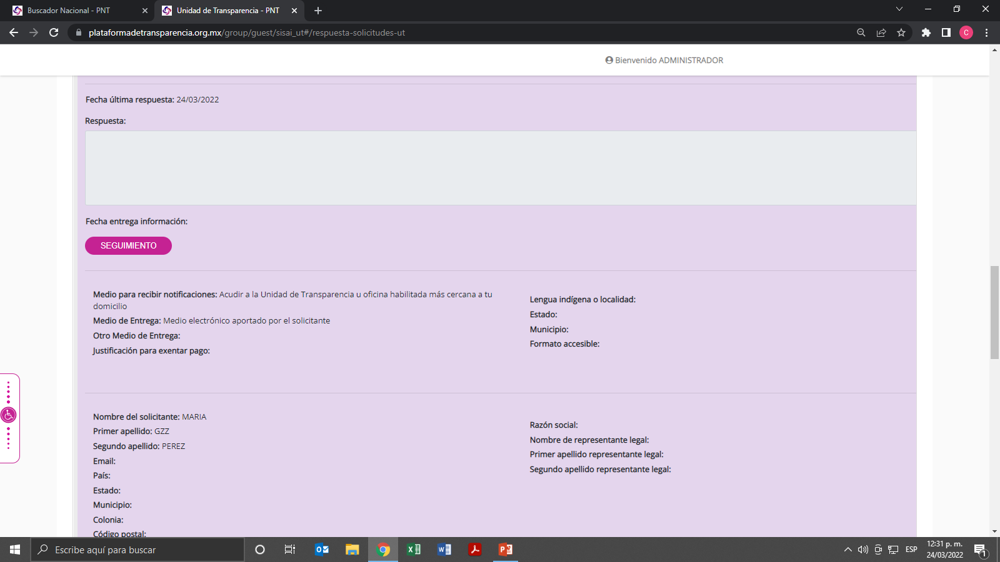 Buscador Nacional - PNT
Unidad de Transparencia - PNT
plataformadetransparencia.org.mx/group/guest/sisai_ut#/respuesta-solicitudes-ut
C
Bienvenido ADMINISTRADOR
Fecha última respuesta: 24/03/2022
Respuesta:
Fecha entrega información:
SEGUIMIENTO
Medio para recibir notificaciones: Acudir a la Unidad de Transparencia u oficina habilitada más cercana a tu
domicilio
Medio de Entrega: Medio electrónico aportado por el solicitante
Otro Medio de Entrega:
Justificación para exentar pago:
Lengua indígena o localidad:
Estado:
Municipio:
Formato accesible:
Nombre del solicitante: MARIA
Primer apellido: GZZ
Segundo apellido: PEREZ
Email:
País:
Estado:
Municipio:
Colonia:
Código postal:
Razón social:
Nombre de representante legal:
Primer apellido representante legal:
Segundo apellido representante legal:
Escribe aquí para buscar
ESP
12:31 p. m.
24/03/2022
1